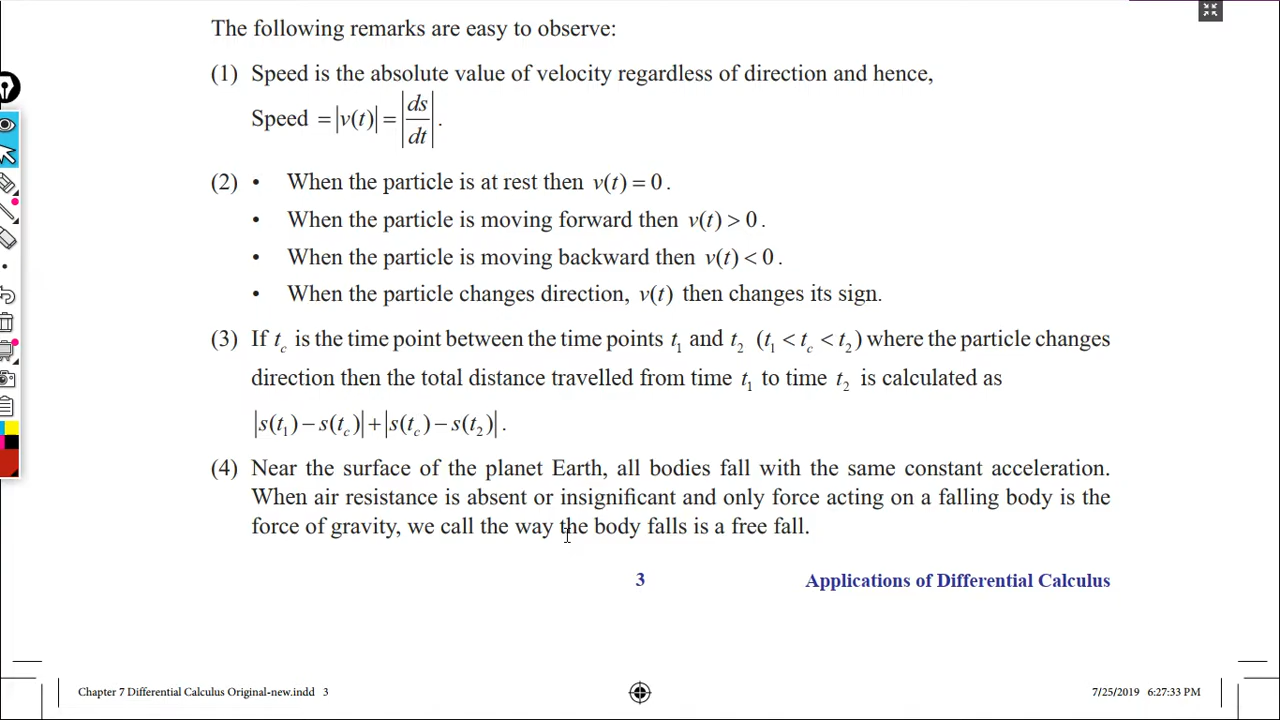 The following remarks are easy to observe:
(1) Speed is the absolute value of velocity regardless of direction and hence,
Speed = |v(t)| = |ds/dt|.
(2) • When the particle is at rest then v(t) = 0.
• When the particle is moving forward then v(t) > 0.
• When the particle is moving backward then v(t) < 0.
• When the particle changes direction, v(t) then changes its sign.
(3) If t_c is the time point between the time points t_1 and t_2 (t_1 < t_c < t_2) where the particle changes
direction then the total distance travelled from time t_1 to time t_2 is calculated as
|s(t_1) − s(t_c)| + |s(t_c) − s(t_2)|.
(4) Near the surface of the planet Earth, all bodies fall with the same constant acceleration.
When air resistance is absent or insignificant and only force acting on a falling body is the
force of gravity, we call the way the body falls is a free fall.
3 Applications of Differential Calculus
Chapter 7 Differential Calculus Original-new.indd 3 7/25/2019 6:27:33 PM